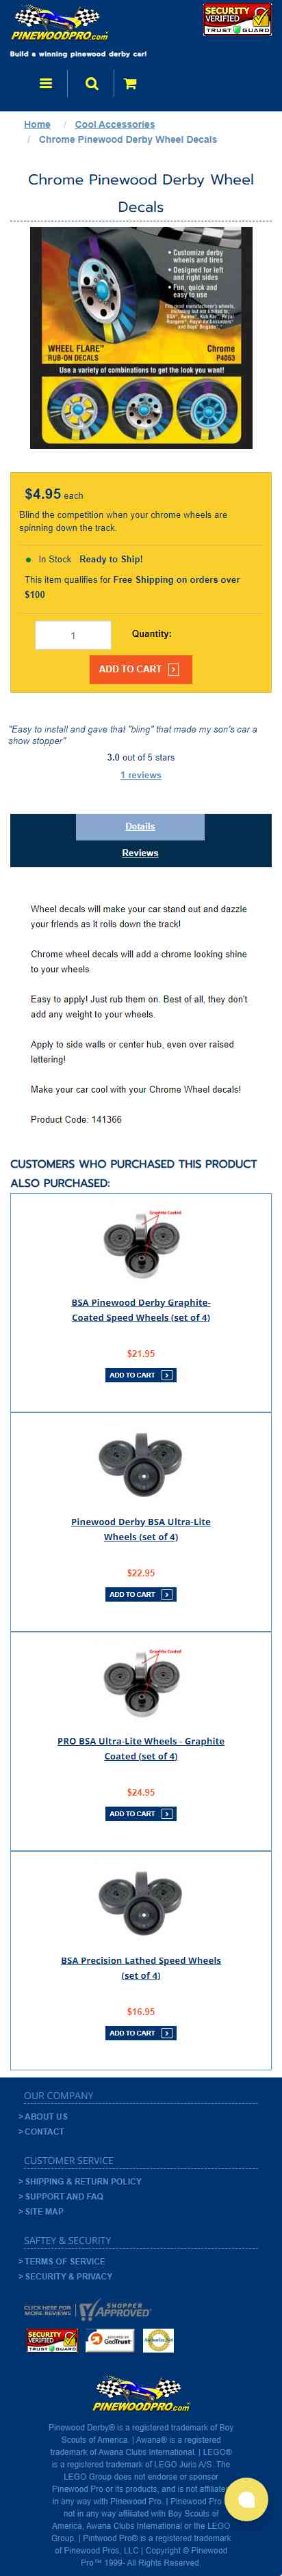 PINEWOODPRO.com
SECURITY
VERIFIED
TRUST GUARD
Build a winning pinewood derby car!
Home / Cool Accessories
/ Chrome Pinewood Derby Wheel Decals
Chrome Pinewood Derby Wheel
Decals
• Customize derby
wheels and tires
• Designed for left
and right sides
• Fun, quick and
easy to use
WHEEL FLARE™
RUB-ON DECALS
Chrome
P4063
Use a variety of combinations to get the look you want!
$4.95 each
Blind the competition when your chrome wheels are
spinning down the track.
In Stock Ready to Ship!
This item qualifies for Free Shipping on orders over
$100
1 Quantity:
ADD TO CART
"Easy to install and gave that "bling" that made my son's car a
show stopper"
3.0 out of 5 stars
1 reviews
Details
Reviews
Wheel decals will make your car stand out and dazzle
your friends as it rolls down the track!
Chrome wheel decals will add a chrome looking shine
to your wheels
Easy to apply! Just rub them on. Best of all, they don't
add any weight to your wheels.
Apply to side walls or center hub, even over raised
lettering!
Make your car cool with your Chrome Wheel decals!
Product Code: 141366
CUSTOMERS WHO PURCHASED THIS PRODUCT
ALSO PURCHASED:
Graphite Coated
BSA Pinewood Derby Graphite-
Coated Speed Wheels (set of 4)
$21.95
ADD TO CART
Pinewood Derby BSA Ultra-Lite
Wheels (set of 4)
$22.95
ADD TO CART
Graphite Coated
PRO BSA Ultra-Lite Wheels - Graphite
Coated (set of 4)
$24.95
ADD TO CART
BSA Precision Lathed Speed Wheels
(set of 4)
$16.95
ADD TO CART
OUR COMPANY
> ABOUT US
> CONTACT
CUSTOMER SERVICE
> SHIPPING & RETURN POLICY
> SUPPORT AND FAQ
> SITE MAP
SAFTEY & SECURITY
> TERMS OF SERVICE
> SECURITY & PRIVACY
CLICK HERE FOR
MORE REVIEWS
SHOPPER
APPROVED
SECURITY
VERIFIED
TRUST GUARD
GeoTrust
PINEWOODPRO.com
Pinewood Derby® is a registered trademark of Boy
Scouts of America. | Awana® is a registered
trademark of Awana Clubs International. | LEGO®
is a registered trademark of LEGO Juris A/S. The
LEGO Group does not endorse or sponsor
Pinewood Pro or its products, and is not affiliated
in any way with Pinewood Pro. | Pinewood Pro is
not in any way affiliated with Boy Scouts of
America, Awana Clubs International or the LEGO
Group. | Pintwood Pro® is a registered trademark
of Pinewood Pros, LLC | Copyright © Pinewood
Pro™ 1999- All Rights Reserved.